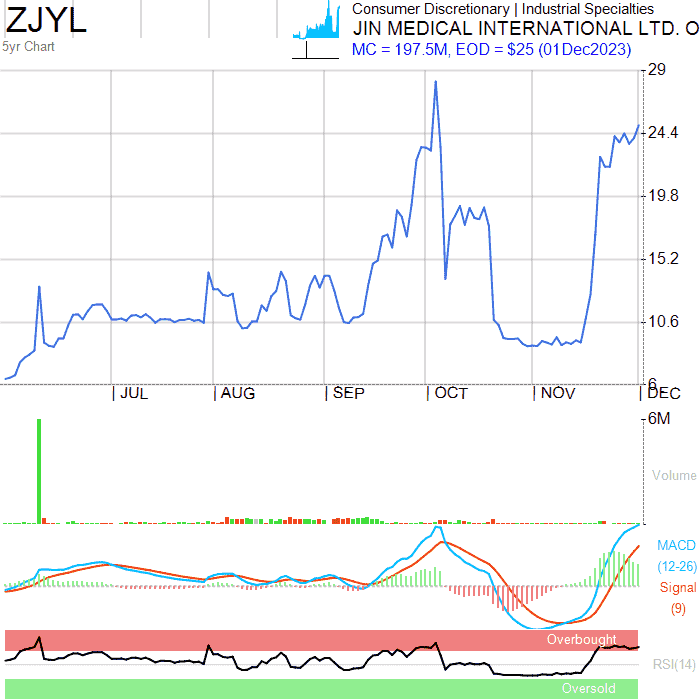 ZJYL
5yr Chart
Consumer Discretionary | Industrial Specialties
JIN MEDICAL INTERNATIONAL LTD. O
MC = 197.5M, EOD = $25 (01Dec2023)
29
24.4
19.8
15.2
10.6
6
JUL
AUG
SEP
OCT
NOV
DEC
6M
Volume
MACD
(12-26)
Signal
(9)
Overbought
RSI(14)
Oversold